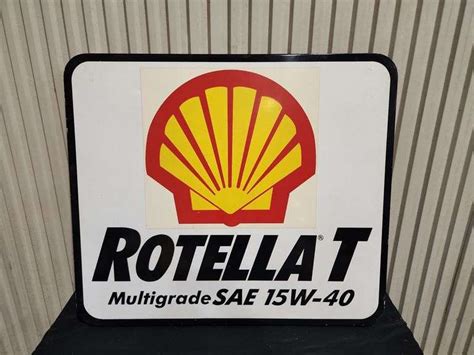 ROTELLA® T
Multigrade SAE 15W-40